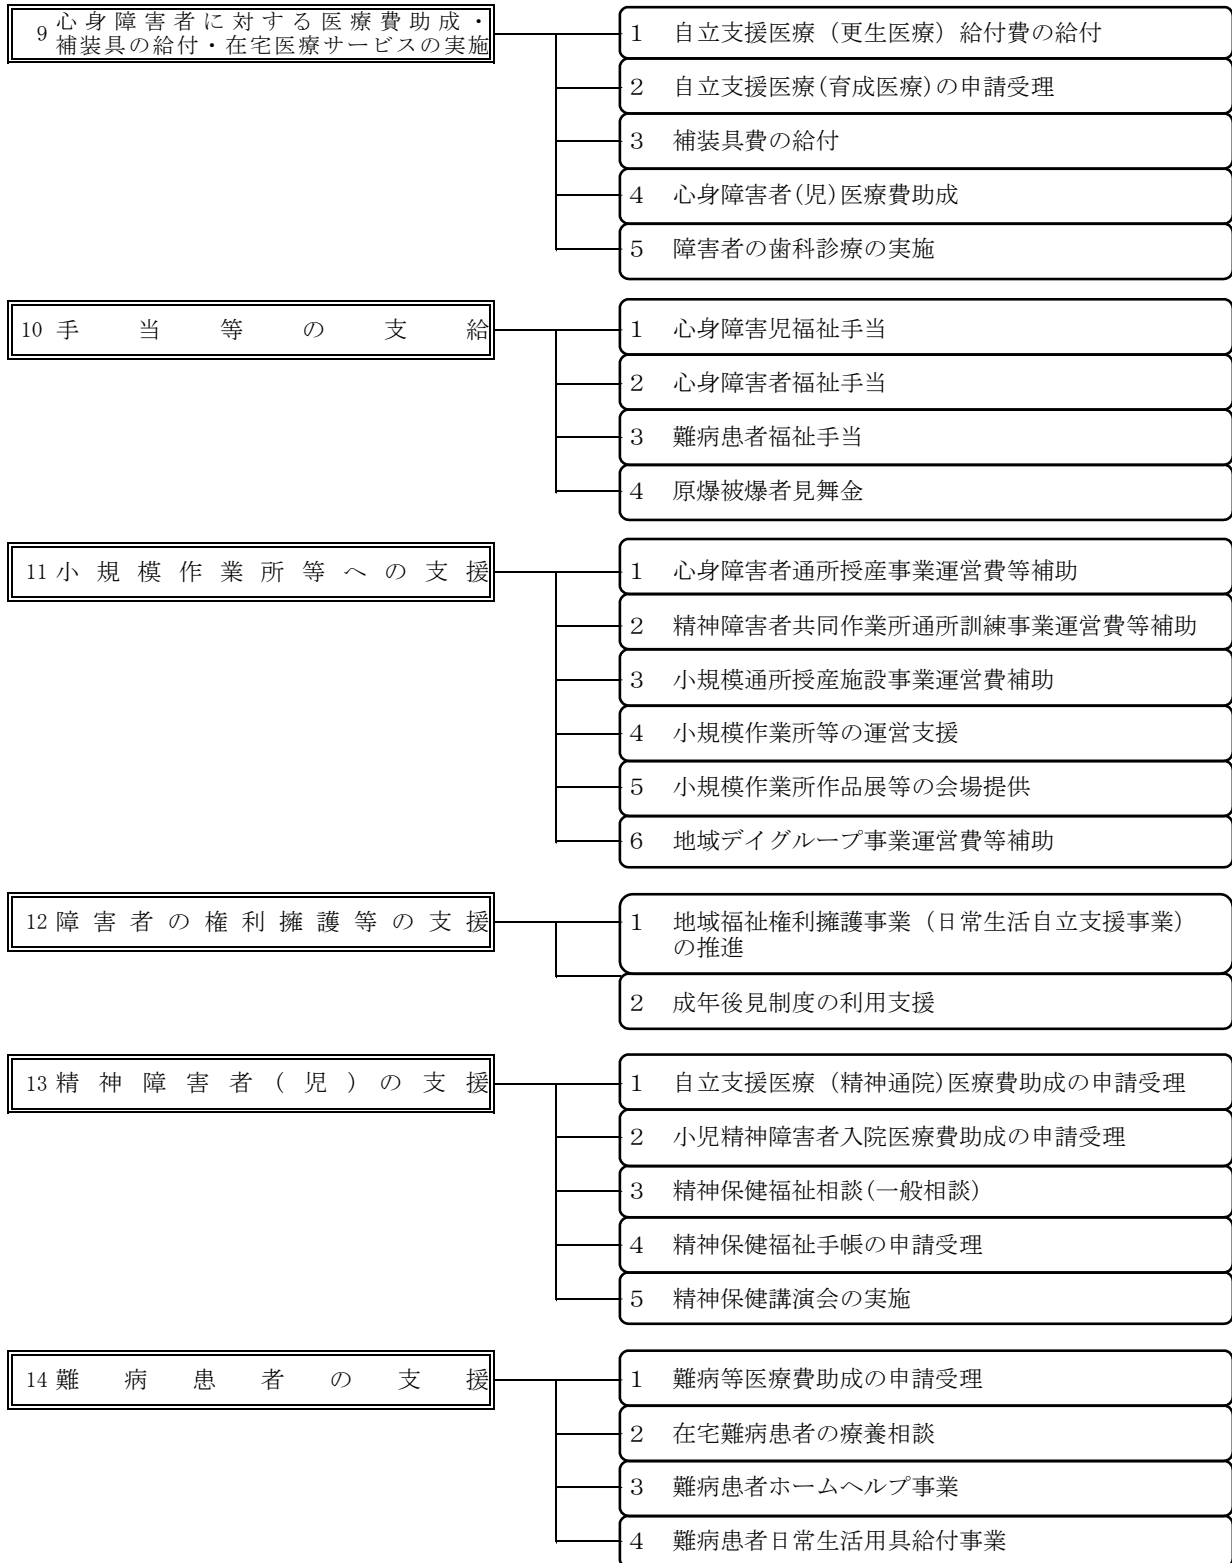 9 心身障害者に対する医療費助成・
補装具の給付・在宅医療サービスの実施
1 自立支援医療（更生医療）給付費の給付
2 自立支援医療(育成医療)の申請受理
3 補装具費の給付
4 心身障害者(児)医療費助成
5 障害者の歯科診療の実施
10 手当等の支給
1 心身障害児福祉手当
2 心身障害者福祉手当
3 難病患者福祉手当
4 原爆被爆者見舞金
11 小規模作業所等への支援
1 心身障害者通所授産事業運営費等補助
2 精神障害者共同作業所通所訓練事業運営費等補助
3 小規模通所授産施設事業運営費補助
4 小規模作業所等の運営支援
5 小規模作業所作品展等の会場提供
6 地域デイグループ事業運営費等補助
12 障害者の権利擁護等の支援
1 地域福祉権利擁護事業（日常生活自立支援事業）
の推進
2 成年後見制度の利用支援
13 精神障害者(児)の支援
1 自立支援医療（精神通院)医療費助成の申請受理
2 小児精神障害者入院医療費助成の申請受理
3 精神保健福祉相談(一般相談)
4 精神保健福祉手帳の申請受理
5 精神保健講演会の実施
14 難病患者の支援
1 難病等医療費助成の申請受理
2 在宅難病患者の療養相談
3 難病患者ホームヘルプ事業
4 難病患者日常生活用具給付事業